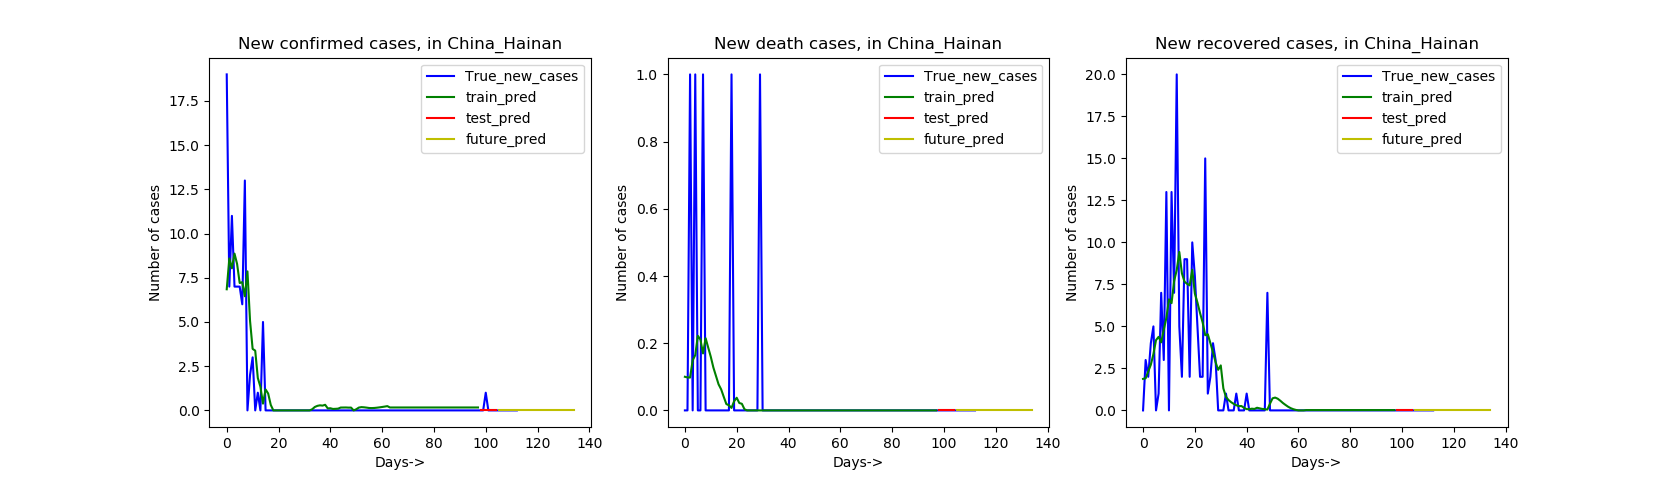 New confirmed cases, in China_Hainan
True_new_cases
train_pred
test_pred
future_pred
17.5
15.0
12.5
10.0
7.5
5.0
2.5
0.0
Number of cases
0 20 40 60 80 100 120 140
Days->
New death cases, in China_Hainan
True_new_cases
train_pred
test_pred
future_pred
1.0
0.8
0.6
0.4
0.2
0.0
Number of cases
0 20 40 60 80 100 120 140
Days->
New recovered cases, in China_Hainan
True_new_cases
train_pred
test_pred
future_pred
20.0
17.5
15.0
12.5
10.0
7.5
5.0
2.5
0.0
Number of cases
0 20 40 60 80 100 120 140
Days->